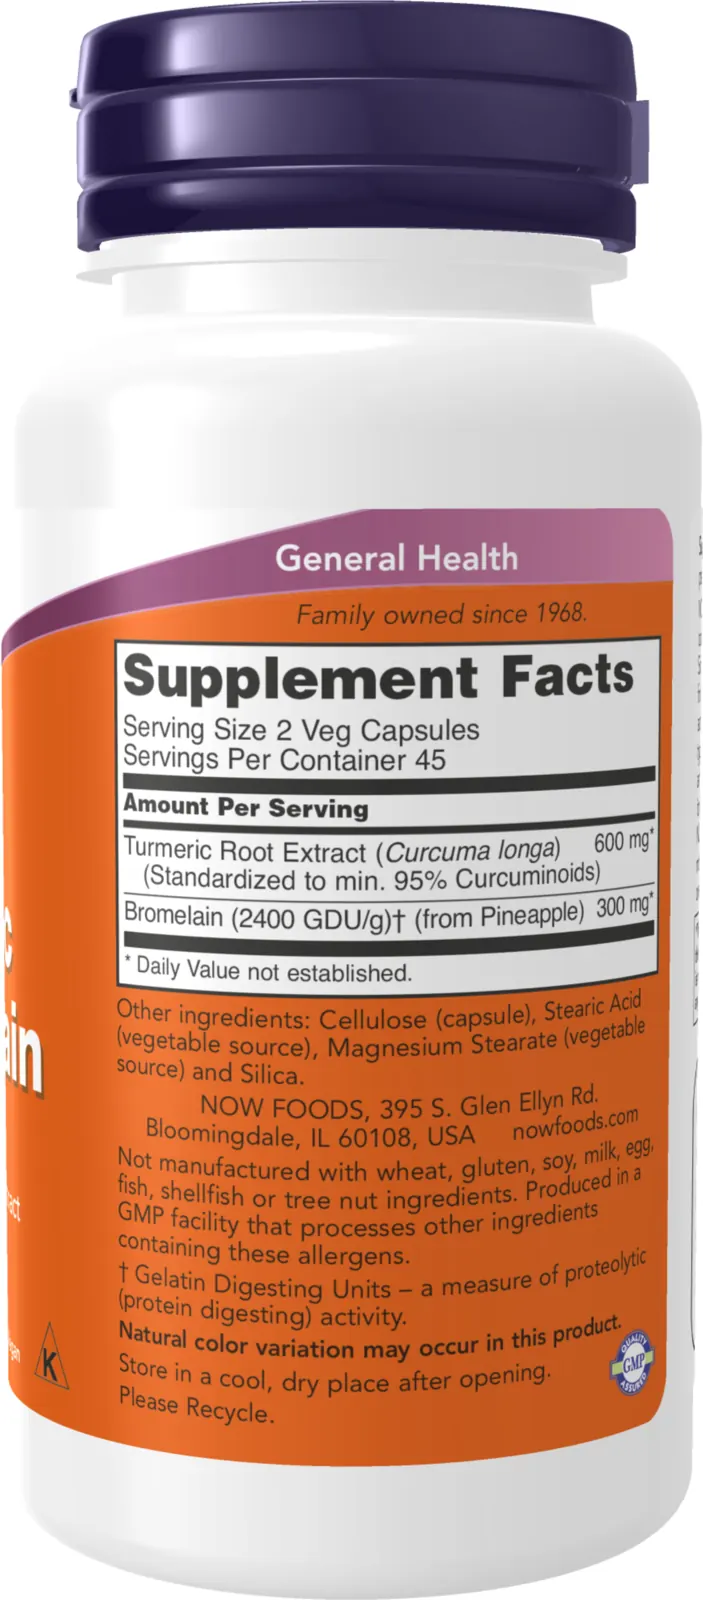 General Health
Family owned since 1968.
Supplement Facts
Serving Size 2 Veg Capsules
Servings Per Container 45
Amount Per Serving
Turmeric Root Extract (Curcuma longa) 600 mg*
(Standardized to min. 95% Curcuminoids)
Bromelain (2400 GDU/g)† (from Pineapple) 300 mg*
* Daily Value not established.
Other ingredients: Cellulose (capsule), Stearic Acid
(vegetable source), Magnesium Stearate (vegetable
source) and Silica.
NOW FOODS, 395 S. Glen Ellyn Rd.
Bloomingdale, IL 60108, USA nowfoods.com
Not manufactured with wheat, gluten, soy, milk, egg,
fish, shellfish or tree nut ingredients. Produced in a
GMP facility that processes other ingredients
containing these allergens.
† Gelatin Digesting Units – a measure of proteolytic
(protein digesting) activity.
Natural color variation may occur in this product.
Store in a cool, dry place after opening.
Please Recycle.
QUALITY
GMP
ASSURED
K